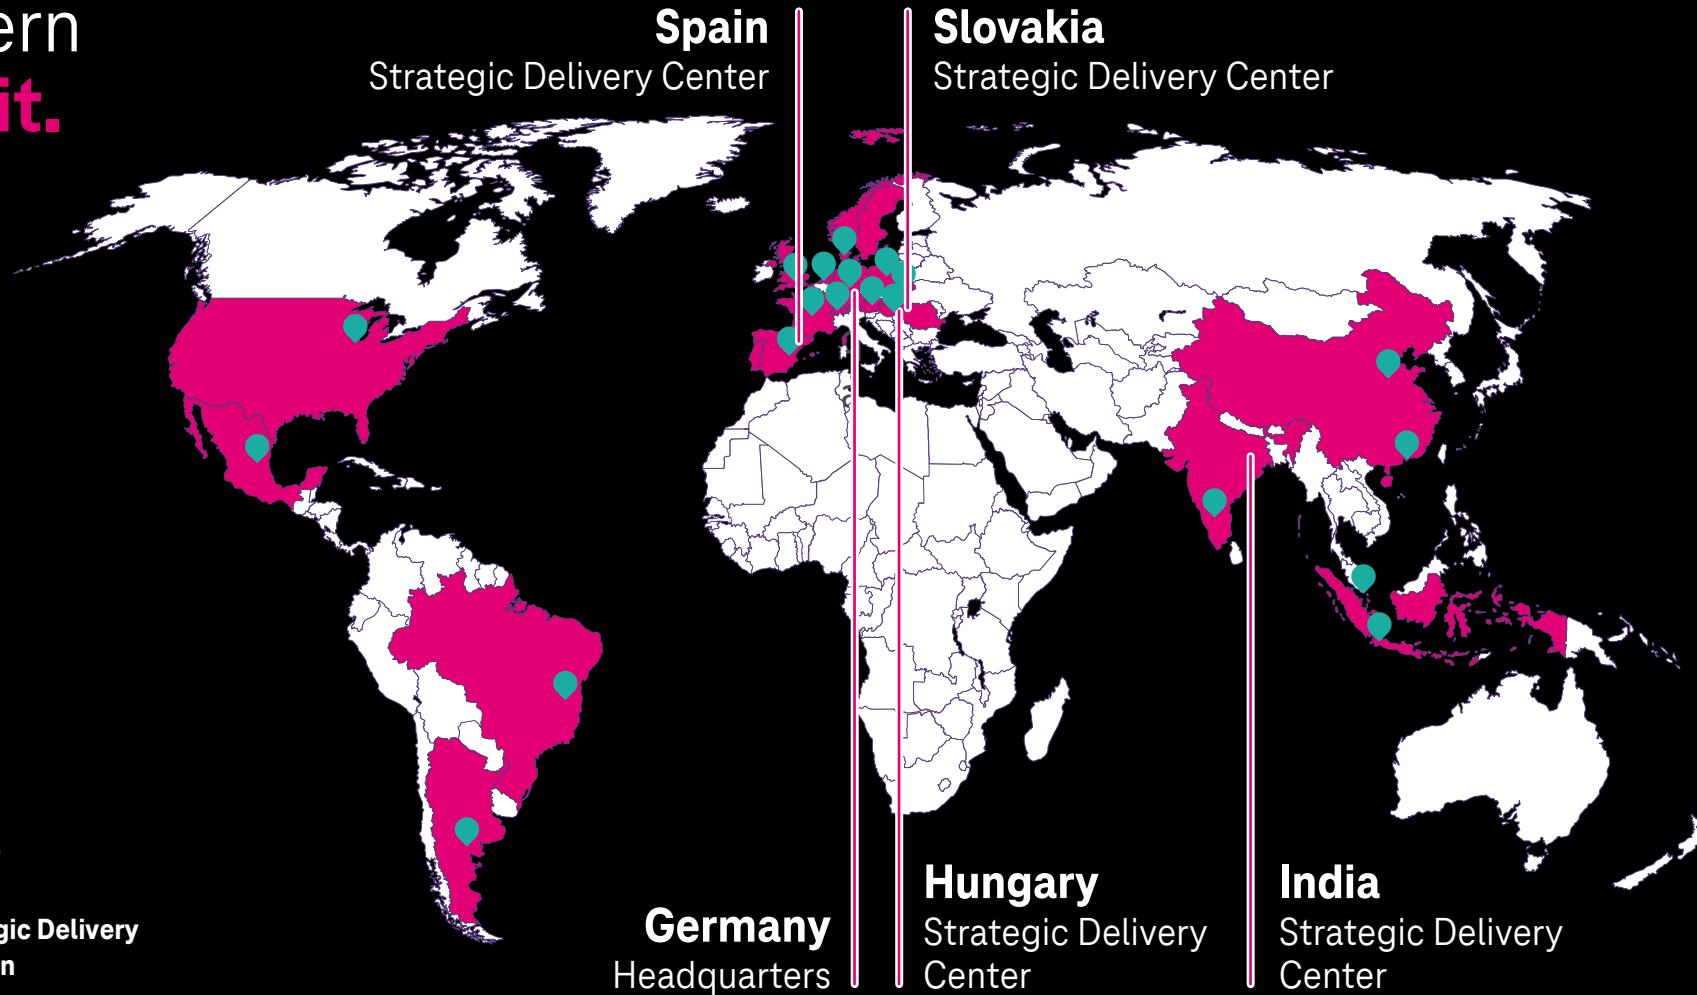 ern
it.
Spain
Strategic Delivery Center
Slovakia
Strategic Delivery Center
Germany
Headquarters
Hungary
Strategic Delivery
Center
India
Strategic Delivery
Center
gic Delivery
n